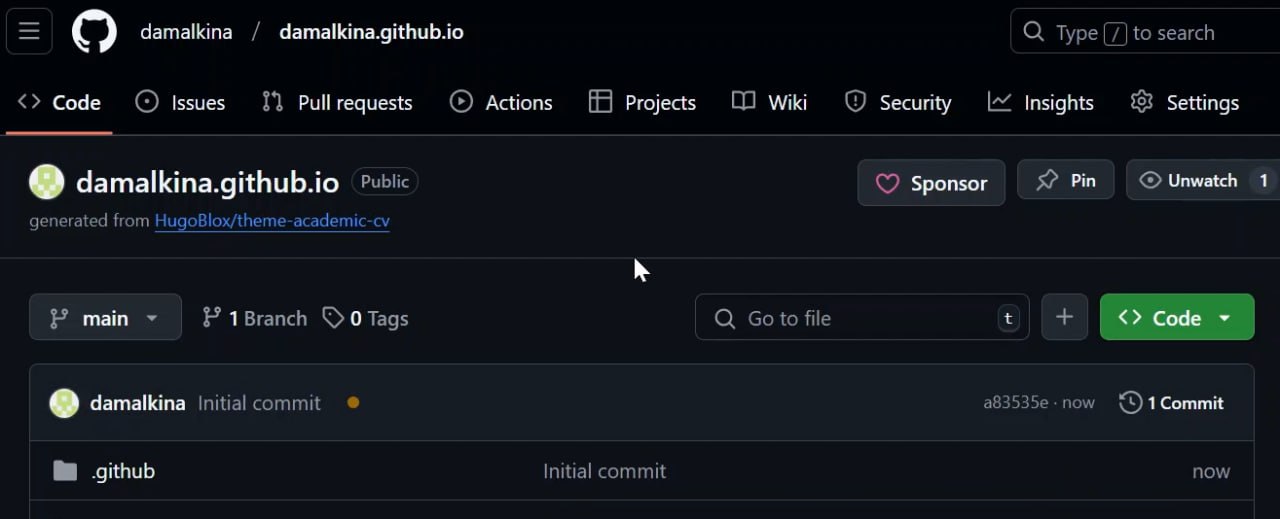 damalkina / damalkina.github.io Type / to search
Code Issues Pull requests Actions Projects Wiki Security Insights Settings
damalkina.github.io Public Sponsor Pin Unwatch 1
generated from HugoBlox/theme-academic-cv
main 1 Branch 0 Tags Go to file t + Code
damalkina Initial commit a83535e · now 1 Commit
.github Initial commit now